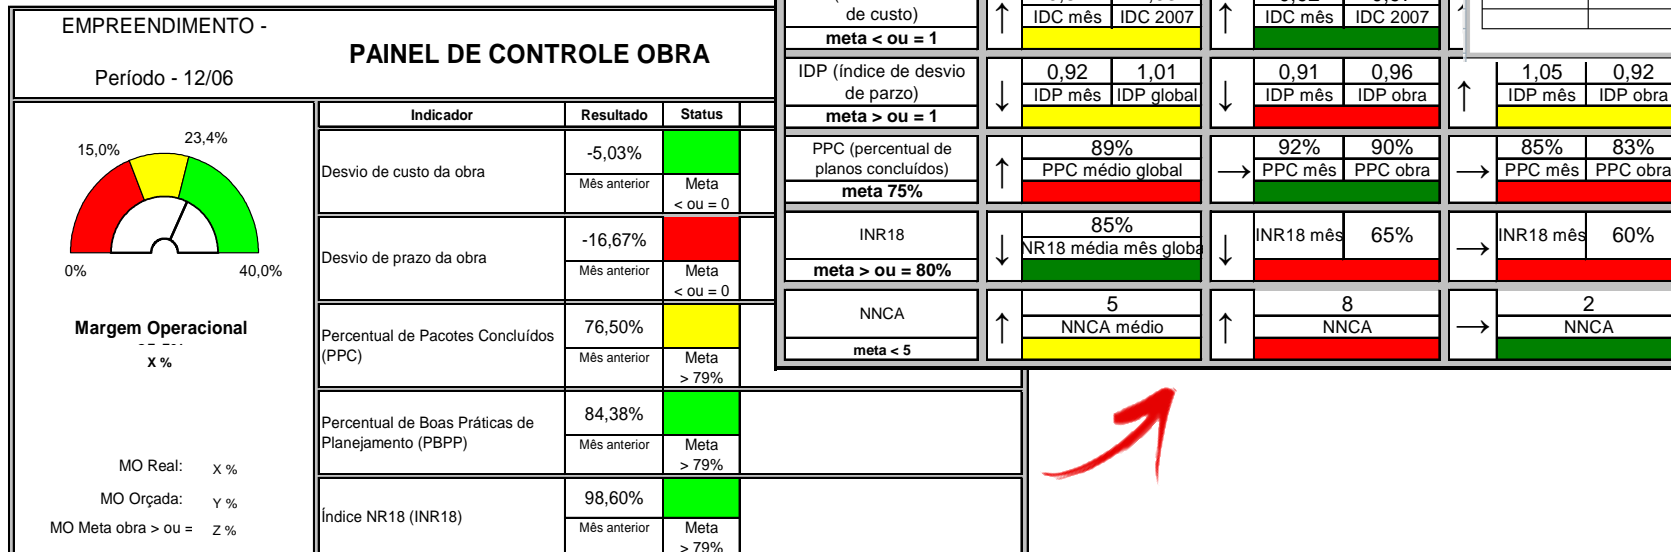 EMPREENDIMENTO -
Período - 12/06
PAINEL DE CONTROLE OBRA
15,0%
23,4%
0%
40,0%
Margem Operacional
X %
MO Real: X %
MO Orçada: Y %
MO Meta obra > ou = Z %
Indicador Resultado Status
Desvio de custo da obra
-5,03%
Mês anterior
Meta
< ou = 0
Desvio de prazo da obra
-16,67%
Mês anterior
Meta
< ou = 0
Percentual de Pacotes Concluídos
(PPC)
76,50%
Mês anterior
Meta
> 79%
Percentual de Boas Práticas de
Planejamento (PBPP)
84,38%
Mês anterior
Meta
> 79%
Índice NR18 (INR18)
98,60%
Mês anterior
Meta
> 79%
de custo)
meta < ou = 1
IDC mês IDC 2007
IDC mês IDC 2007
IDP (índice de desvio
de parzo)
meta > ou = 1
0,92 1,01
IDP mês IDP global
0,91 0,96
IDP mês IDP obra
1,05 0,92
IDP mês IDP obra
PPC (percentual de
planos concluídos)
meta 75%
89%
PPC médio global
92% 90%
PPC mês PPC obra
85% 83%
PPC mês PPC obra
INR18
meta > ou = 80%
85%
NR18 média mês globa
INR18 mês 65%
INR18 mês 60%
NNCA
meta < 5
5
NNCA médio
8
NNCA
2
NNCA